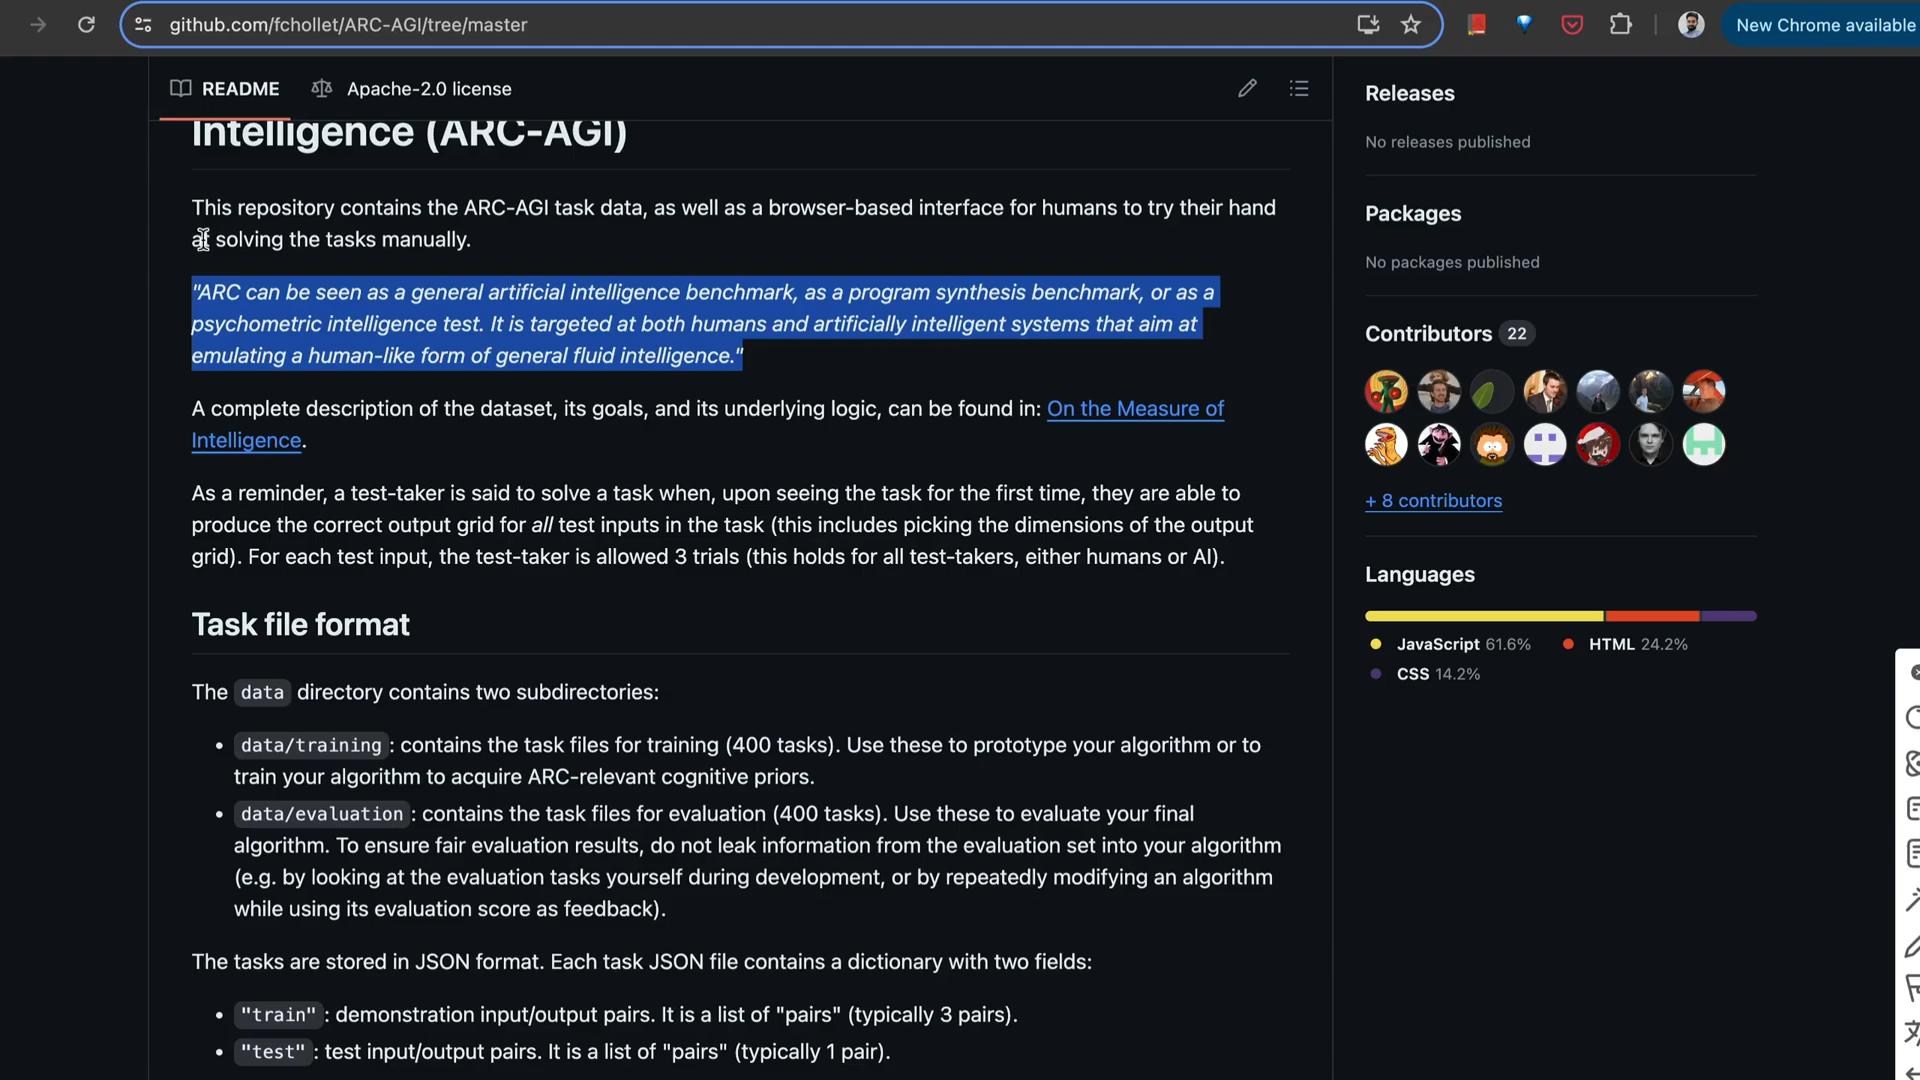 github.com/fchollet/ARC-AGI/tree/master
New Chrome available
README
Apache-2.0 license
Intelligence (ARC-AGI)
This repository contains the ARC-AGI task data, as well as a browser-based interface for humans to try their hand
at solving the tasks manually.
"ARC can be seen as a general artificial intelligence benchmark, as a program synthesis benchmark, or as a
psychometric intelligence test. It is targeted at both humans and artificially intelligent systems that aim at
emulating a human-like form of general fluid intelligence."
A complete description of the dataset, its goals, and its underlying logic, can be found in: On the Measure of
Intelligence.
As a reminder, a test-taker is said to solve a task when, upon seeing the task for the first time, they are able to
produce the correct output grid for all test inputs in the task (this includes picking the dimensions of the output
grid). For each test input, the test-taker is allowed 3 trials (this holds for all test-takers, either humans or AI).
Task file format
The data directory contains two subdirectories:
• data/training: contains the task files for training (400 tasks). Use these to prototype your algorithm or to
train your algorithm to acquire ARC-relevant cognitive priors.
• data/evaluation: contains the task files for evaluation (400 tasks). Use these to evaluate your final
algorithm. To ensure fair evaluation results, do not leak information from the evaluation set into your algorithm
(e.g. by looking at the evaluation tasks yourself during development, or by repeatedly modifying an algorithm
while using its evaluation score as feedback).
The tasks are stored in JSON format. Each task JSON file contains a dictionary with two fields:
• "train": demonstration input/output pairs. It is a list of "pairs" (typically 3 pairs).
• "test": test input/output pairs. It is a list of "pairs" (typically 1 pair).
Releases
No releases published
Packages
No packages published
Contributors 22
+ 8 contributors
Languages
JavaScript 61.6%
HTML 24.2%
CSS 14.2%